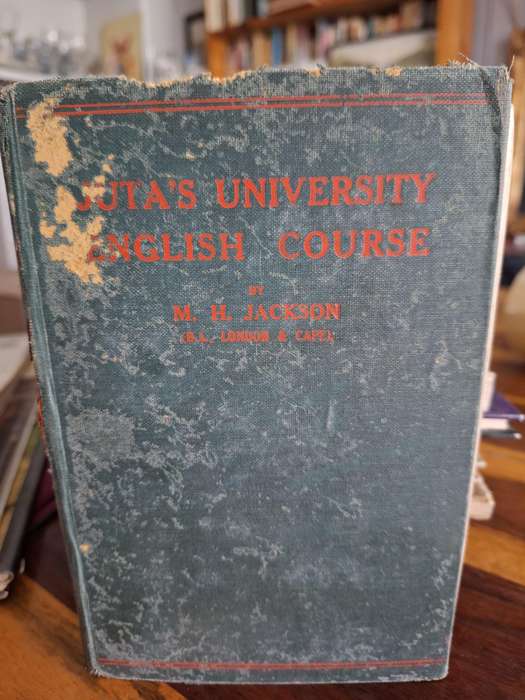 JUTA'S UNIVERSITY
ENGLISH COURSE
BY
M. H. JACKSON
(B.A., LONDON & CAPE).